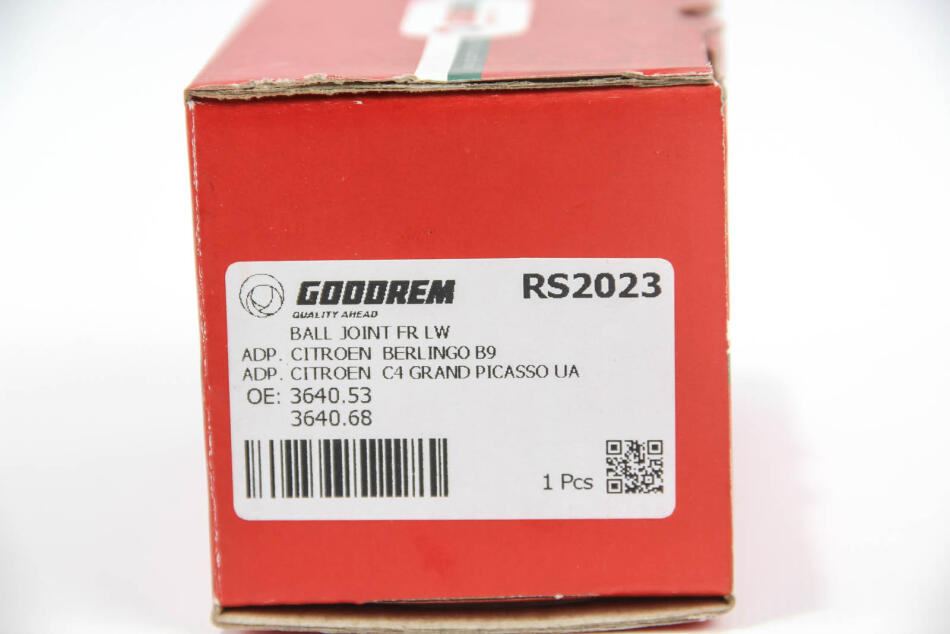 GOODREM
RS2023
QUALITY AHEAD
BALL JOINT FR LW
ADP. CITROEN BERLINGO B9
ADP. CITROEN C4 GRAND PICASSO UA
OE: 3640.53
3640.68
1 Pcs